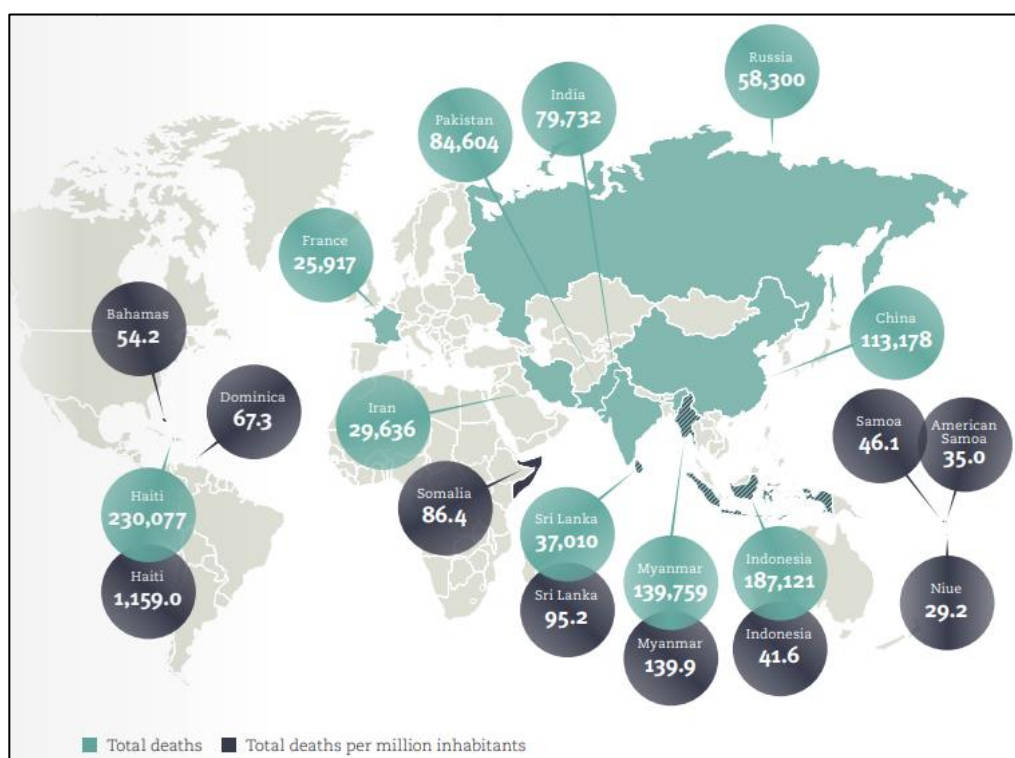 Russia
58,300
India
79,732
Pakistan
84,604
France
25,917
Bahamas
54.2
China
113,178
Dominica
67.3
Iran
29,636
Samoa
46.1
American
Samoa
35.0
Haiti
230,077
Somalia
86.4
Sri Lanka
37,010
Myanmar
139,759
Indonesia
187,121
Haiti
1,159.0
Sri Lanka
95.2
Niue
29.2
Myanmar
139.9
Indonesia
41.6
Total deaths
Total deaths per million inhabitants